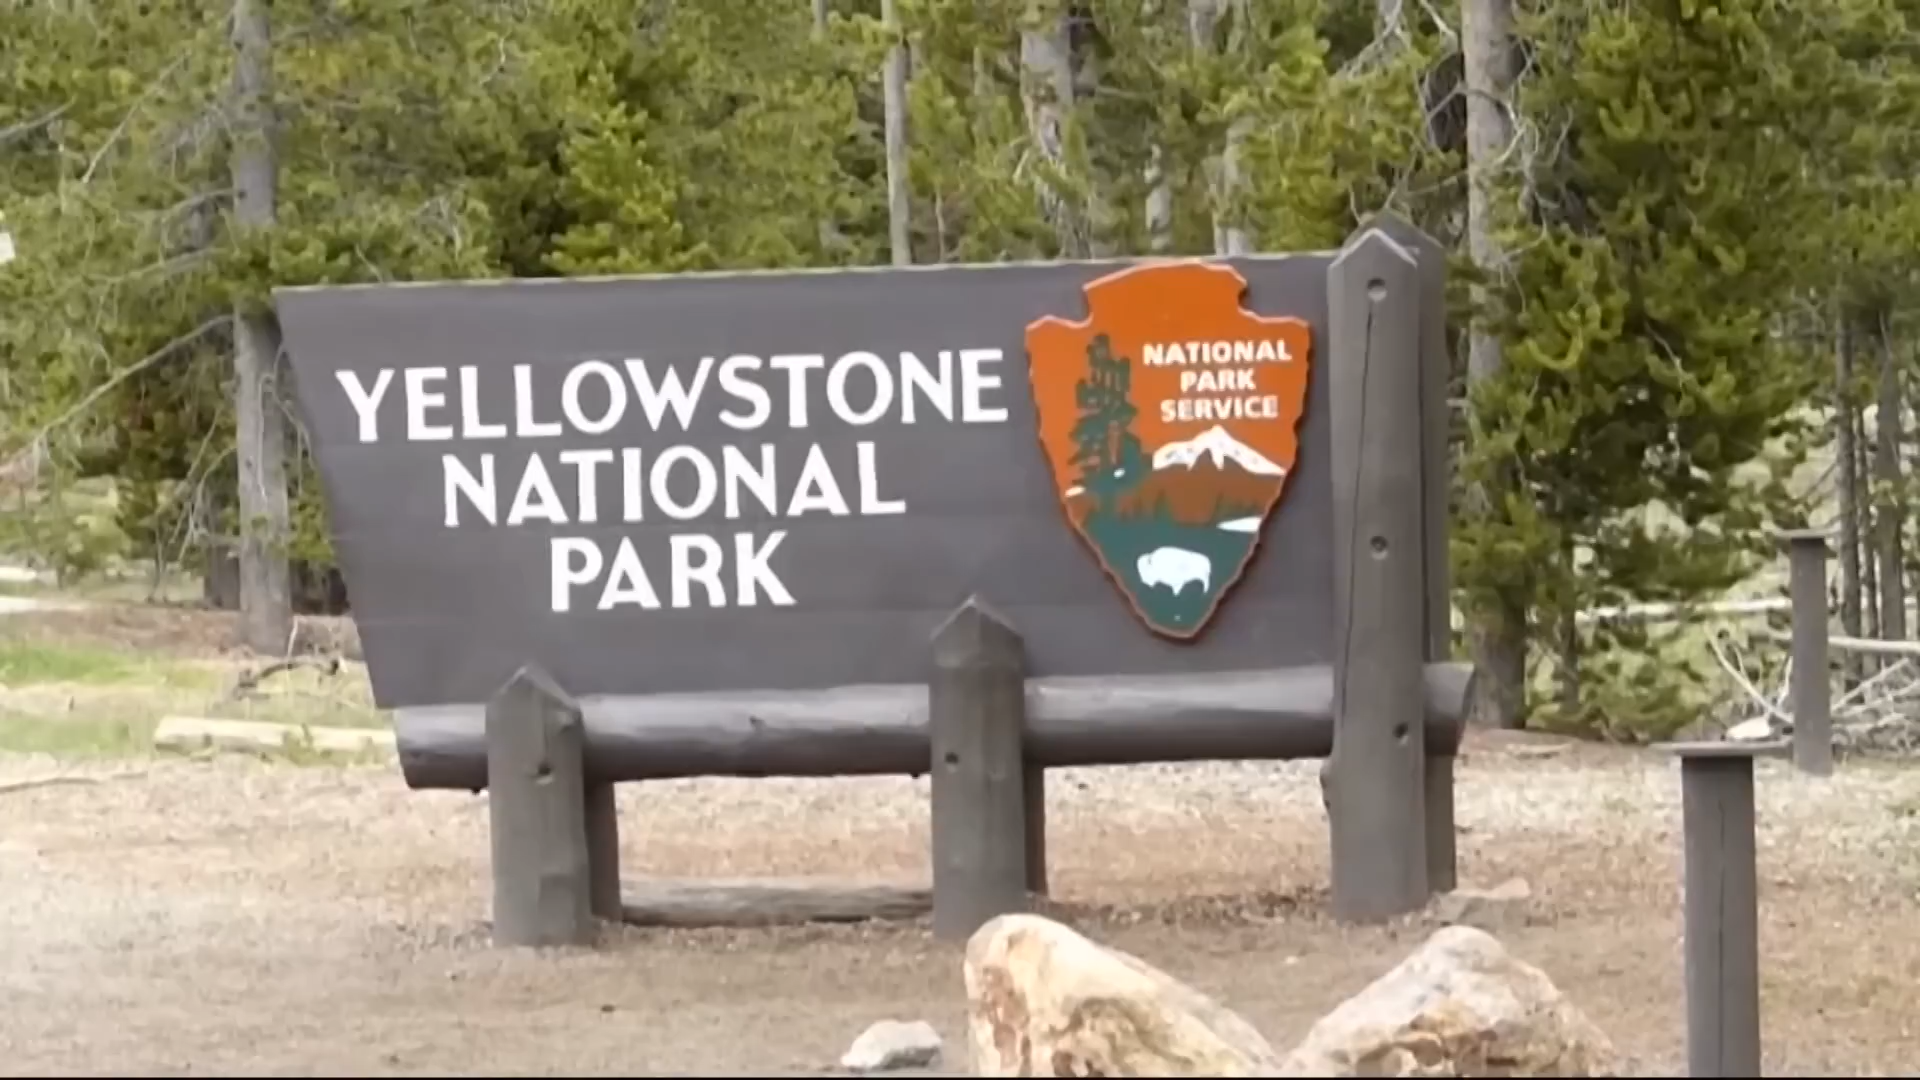 YELLOWSTONE
NATIONAL
PARK
NATIONAL
PARK
SERVICE